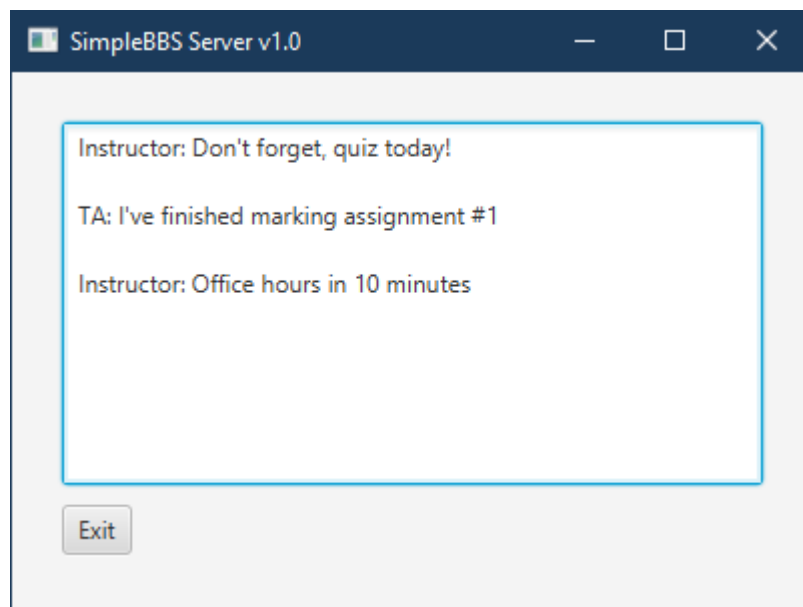 SimpleBBS Server v1.0
Instructor: Don't forget, quiz today!
TA: I've finished marking assignment #1
Instructor: Office hours in 10 minutes
Exit